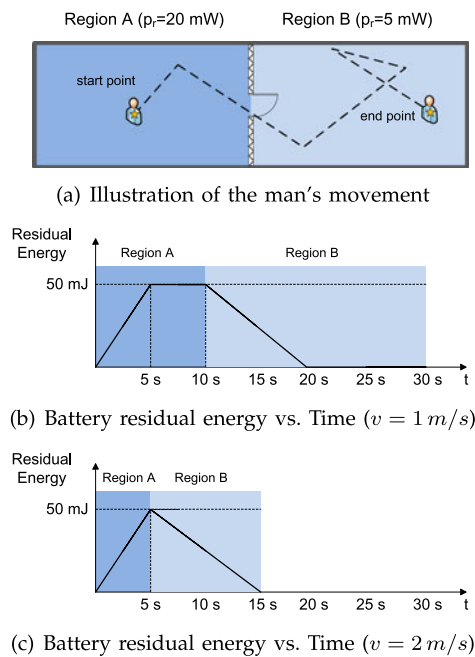 Region A (pr=20 mW) Region B (pr=5 mW)
start point
end point
(a) Illustration of the man's movement
Residual
Energy
Region A Region B
50 mJ
5 s 10 s 15 s 20 s 25 s 30 s t
(b) Battery residual energy vs. Time (v = 1 m/s)
Residual
Energy
Region A Region B
50 mJ
5 s 10 s 15 s 20 s 25 s 30 s t
(c) Battery residual energy vs. Time (v = 2 m/s)